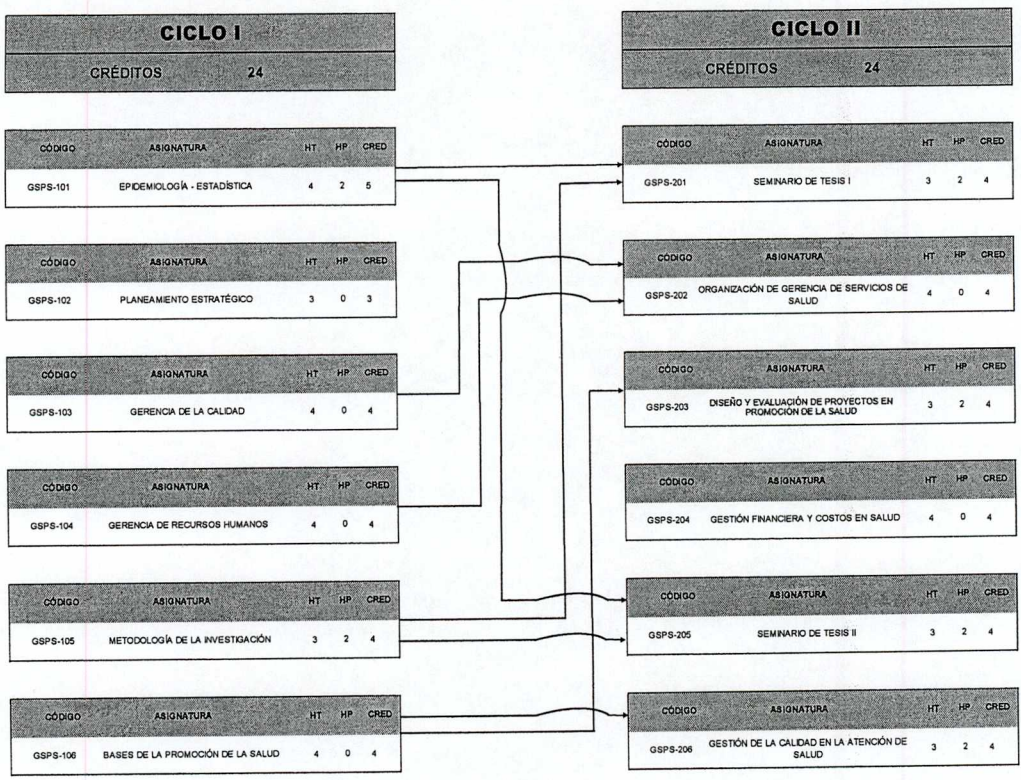 CICLO I
CRÉDITOS 24
CÓDIGO ASIGNATURA HT HP CRED
GSPS-101 EPIDEMIOLOGÍA - ESTADÍSTICA 4 2 5
CÓDIGO ASIGNATURA HT HP CRED
GSPS-102 PLANEAMIENTO ESTRATÉGICO 3 0 3
CÓDIGO ASIGNATURA HT HP CRED
GSPS-103 GERENCIA DE LA CALIDAD 4 0 4
CÓDIGO ASIGNATURA HT HP CRED
GSPS-104 GERENCIA DE RECURSOS HUMANOS 4 0 4
CÓDIGO ASIGNATURA HT HP CRED
GSPS-105 METODOLOGÍA DE LA INVESTIGACIÓN 3 2 4
CÓDIGO ASIGNATURA HT HP CRED
GSPS-106 BASES DE LA PROMOCIÓN DE LA SALUD 4 0 4
CICLO II
CRÉDITOS 24
CÓDIGO ASIGNATURA HT HP CRED
GSPS-201 SEMINARIO DE TESIS I 3 2 4
CÓDIGO ASIGNATURA HT HP CRED
GSPS-202 ORGANIZACIÓN DE GERENCIA DE SERVICIOS DE
SALUD 4 0 4
CÓDIGO ASIGNATURA HT HP CRED
GSPS-203 DISEÑO Y EVALUACIÓN DE PROYECTOS EN
PROMOCIÓN DE LA SALUD 3 2 4
CÓDIGO ASIGNATURA HT HP CRED
GSPS-204 GESTIÓN FINANCIERA Y COSTOS EN SALUD 4 0 4
CÓDIGO ASIGNATURA HT HP CRED
GSPS-205 SEMINARIO DE TESIS II 3 2 4
CÓDIGO ASIGNATURA HT HP CRED
GSPS-206 GESTIÓN DE LA CALIDAD EN LA ATENCIÓN DE
SALUD 3 2 4